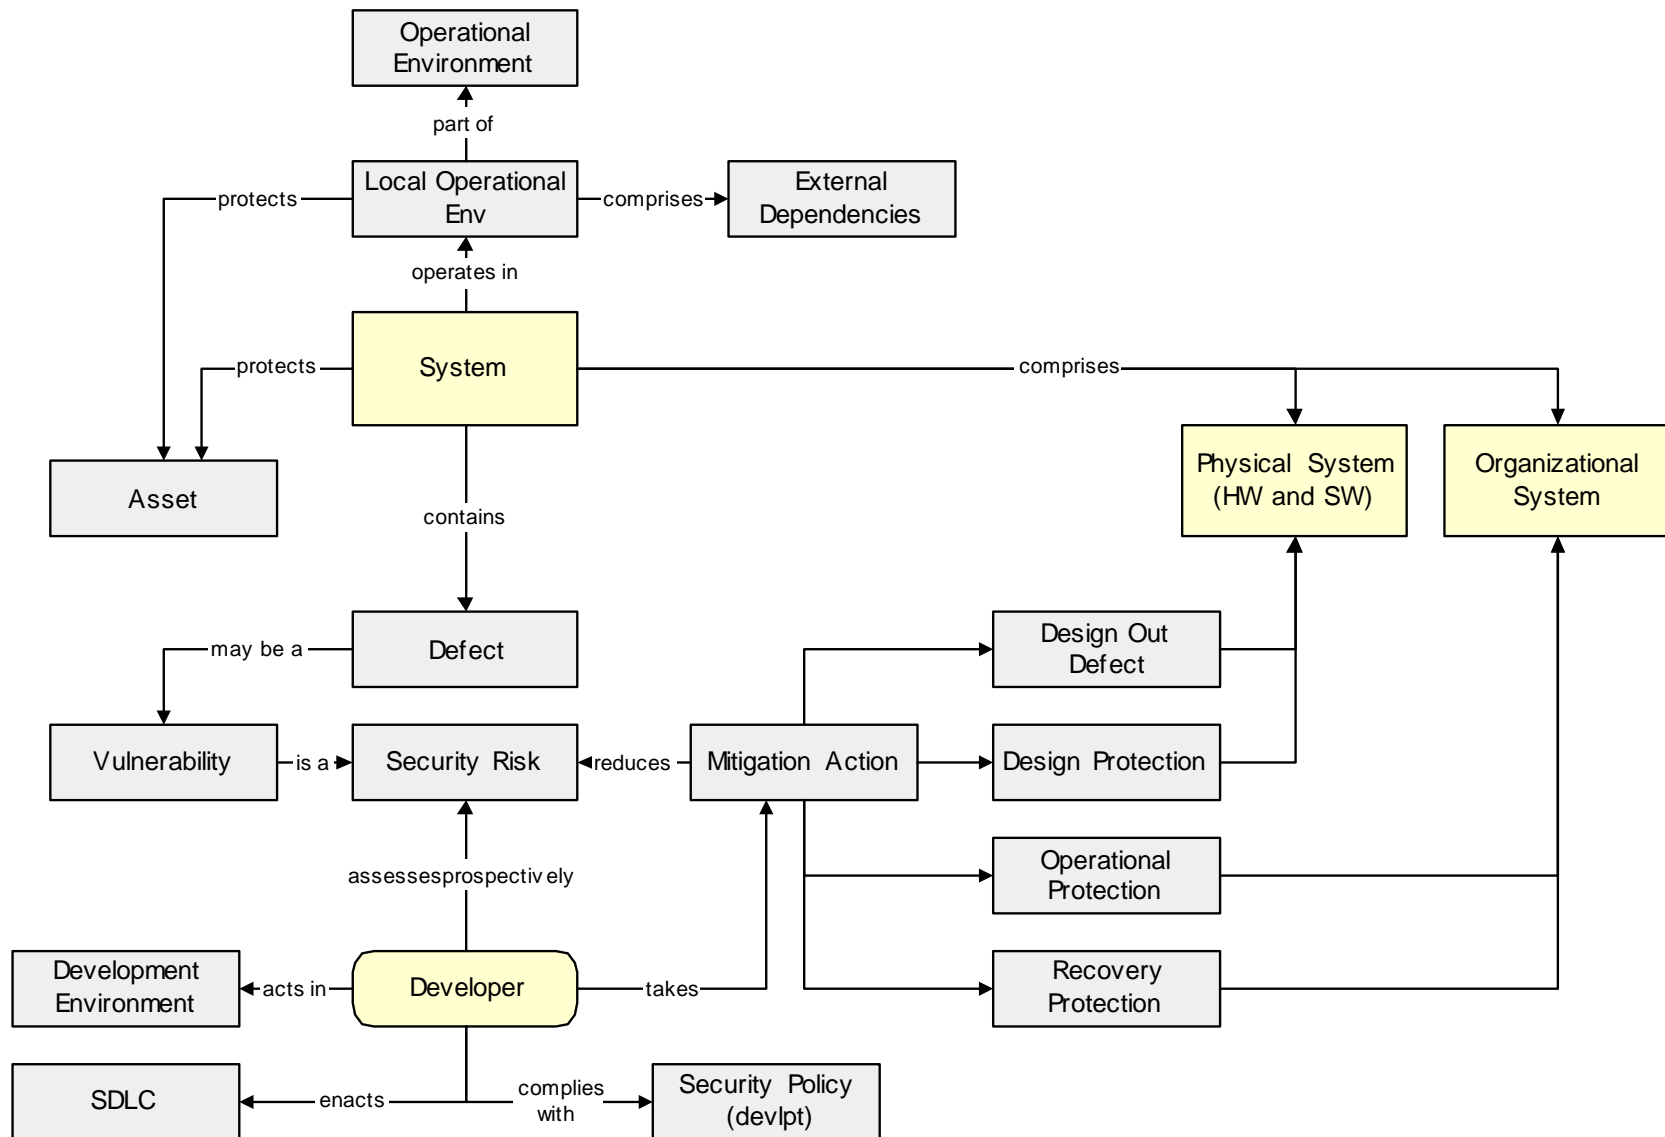 Operational
Environment
part of
protects
Local Operational
Env
comprises
External
Dependencies
operates in
protects
System
comprises
Physical System
(HW and SW)
Organizational
System
Asset
contains
may be a
Defect
Design Out
Defect
Vulnerability
is a
Security Risk
reduces
Mitigation Action
Design Protection
assessesprospectively
Operational
Protection
Development
Environment
acts in
Developer
takes
Recovery
Protection
SDLC
enacts
complies
with
Security Policy
(devlpt)